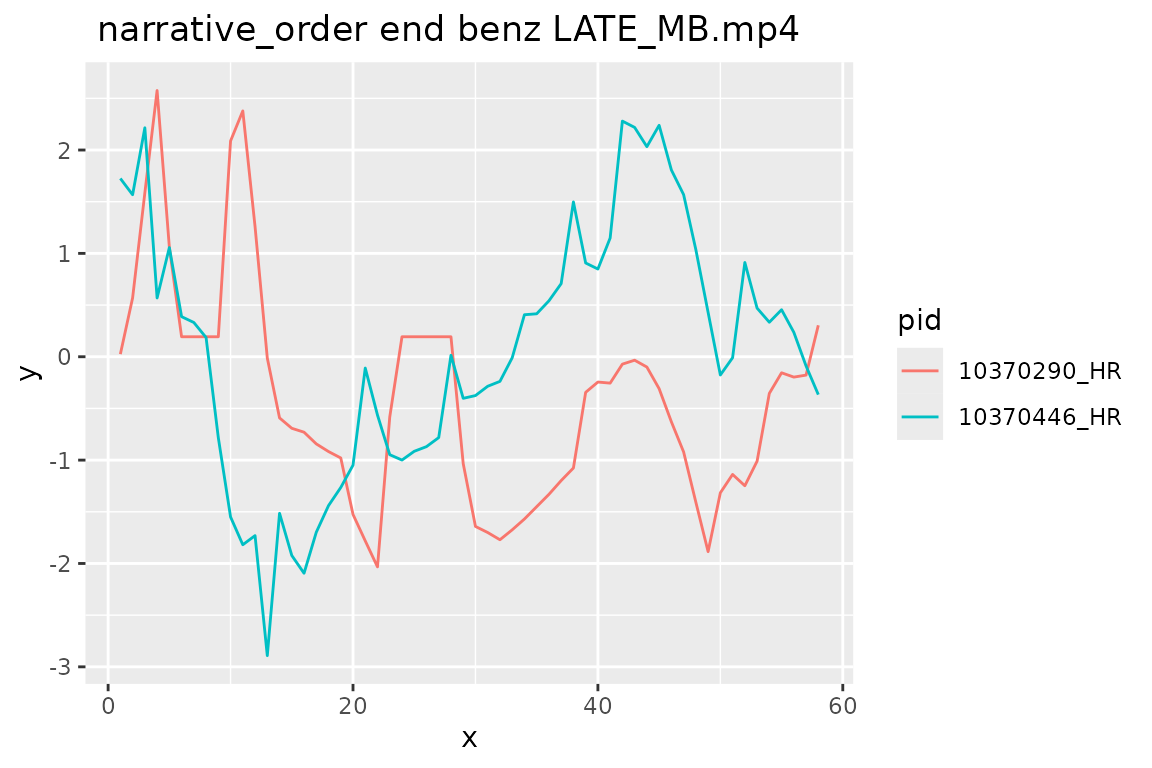 narrative_order end benz LATE_MB.mp4
y
2
1
0
-1
-2
-3
0
20
40
60
x
pid
10370290_HR
10370446_HR